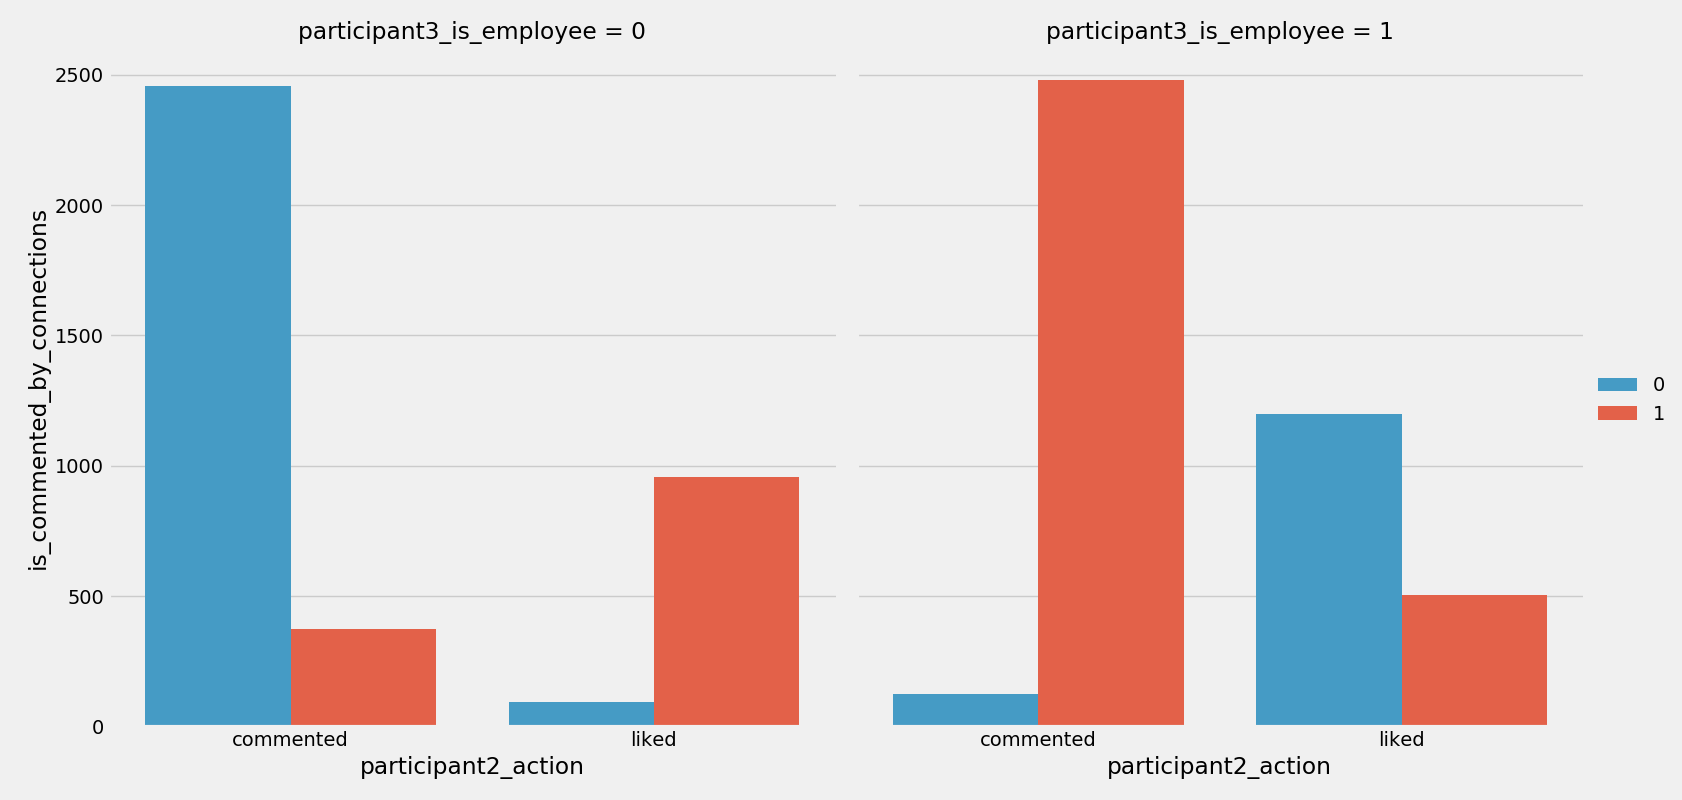 participant3_is_employee = 0
participant3_is_employee = 1
is_commented_by_connections
2500
2000
1500
1000
500
0
commented
liked
commented
liked
participant2_action
participant2_action
0
1